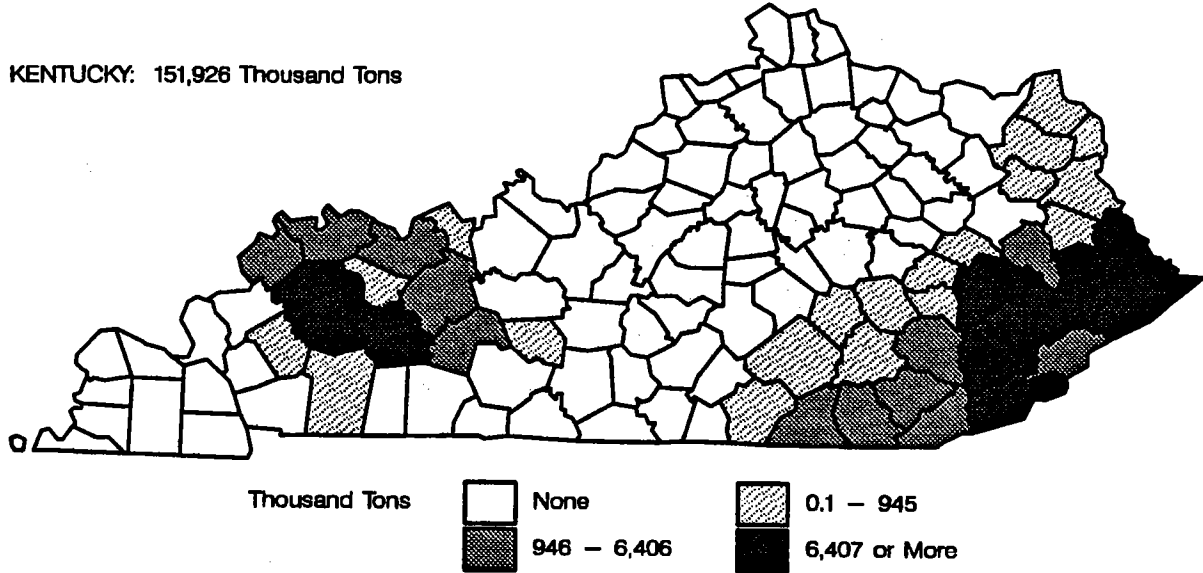 KENTUCKY: 151,926 Thousand Tons
Thousand Tons
None
0.1 – 945
946 – 6,406
6,407 or More